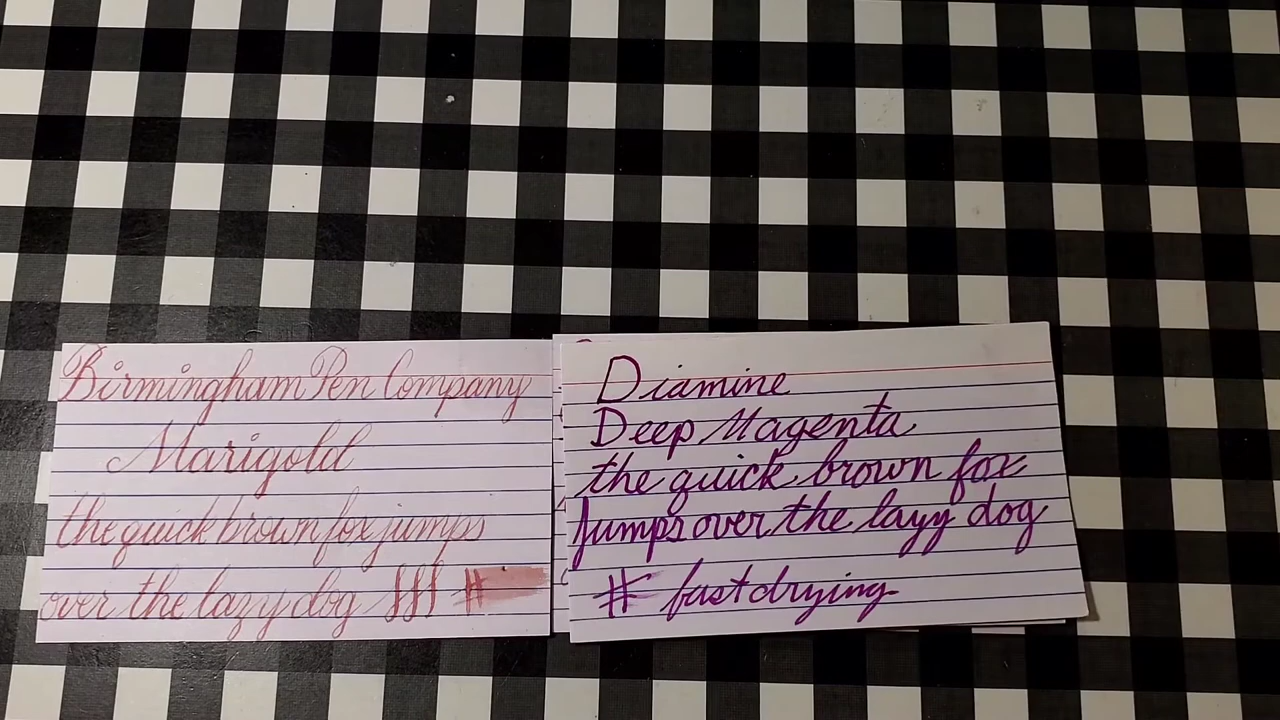 Birmingham Pen Company
Marigold
the quick brown fox jumps
over the lazy dog
Diamine
Deep Magenta
the quick brown fox
Jumps over the layy dog
# fast drying